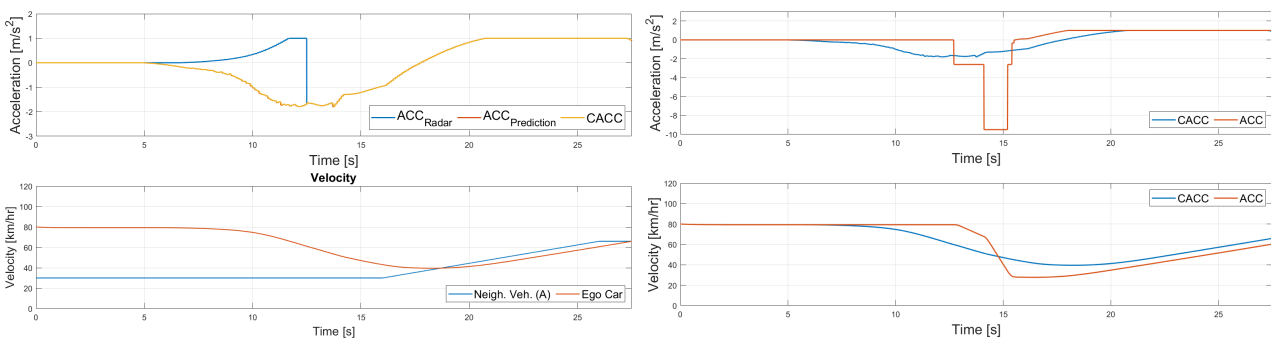 Acceleration [m/s²]
2
1
0
-1
-2
-3
ACC_Radar ACC_Prediction CACC
0 5 10 15 20 25
Time [s]
Velocity
Velocity [km/hr]
120
100
80
60
40
20
0
Neigh. Veh. (A) Ego Car
0 5 10 15 20 25
Time [s]
Acceleration [m/s²]
2
0
-2
-4
-6
-8
-10
CACC ACC
0 5 10 15 20 25
Time [s]
Velocity [km/hr]
120
100
80
60
40
20
0
CACC ACC
0 5 10 15 20 25
Time [s]